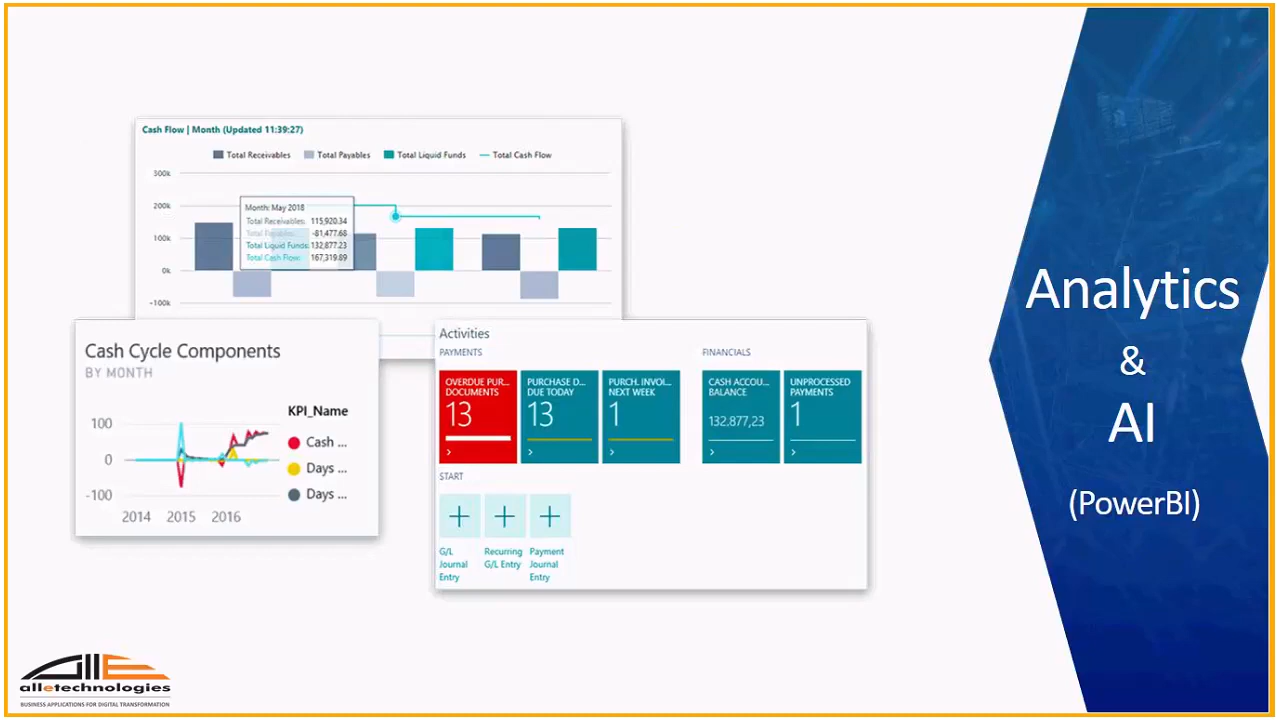 Cash Flow | Month (Updated 11:39:27)
Total Receivables Total Payables Total Liquid Funds Total Cash Flow
300k
200k
100k
0k
-100k
Month: May 2018
Total Receivables: 115,920.34
Total Payables: -81,477.68
Total Liquid Funds: 132,877.23
Total Cash Flow: 167,319.89
Cash Cycle Components
BY MONTH
KPI_Name
Cash ...
Days ...
Days ...
100
0
-100
2014 2015 2016
Activities
PAYMENTS
OVERDUE PUR...
DOCUMENTS
13
PURCHASE D...
DUE TODAY
13
PURCH. INVOI...
NEXT WEEK
1
FINANCIALS
CASH ACCOU...
BALANCE
132.877,23
UNPROCESSED
PAYMENTS
1
START
G/L
Journal
Entry
Recurring
G/L Entry
Payment
Journal
Entry
Analytics
&
AI
(PowerBI)
alletechnologies
BUSINESS APPLICATIONS FOR DIGITAL TRANSFORMATION